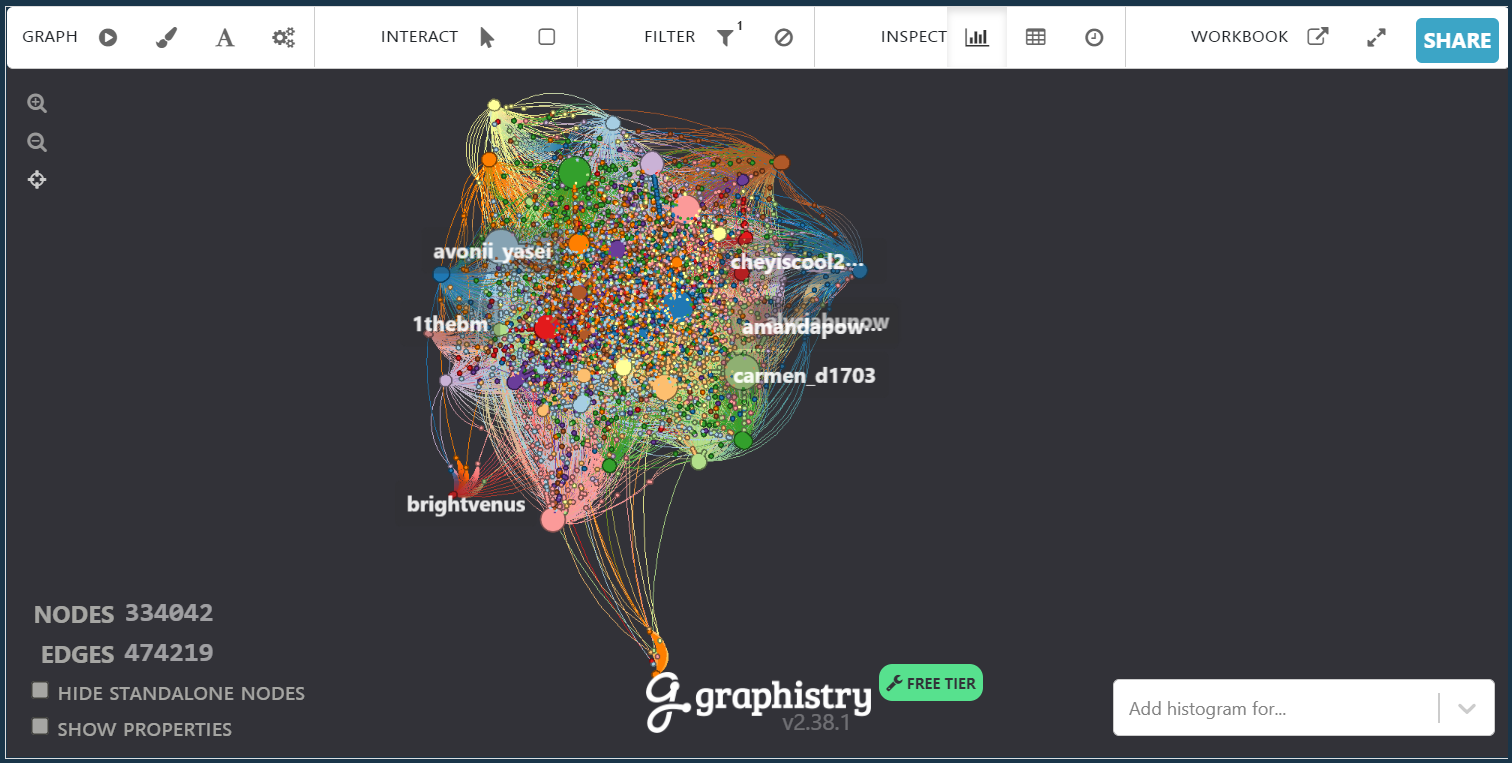 GRAPH
INTERACT
FILTER 1
INSPECT
WORKBOOK
SHARE
avonii_yasei
cheyiscool2...
1thebm
amandapow...
carmen_d1703
brightvenus
NODES 334042
EDGES 474219
HIDE STANDALONE NODES
SHOW PROPERTIES
graphistry
v2.38.1
FREE TIER
Add histogram for...